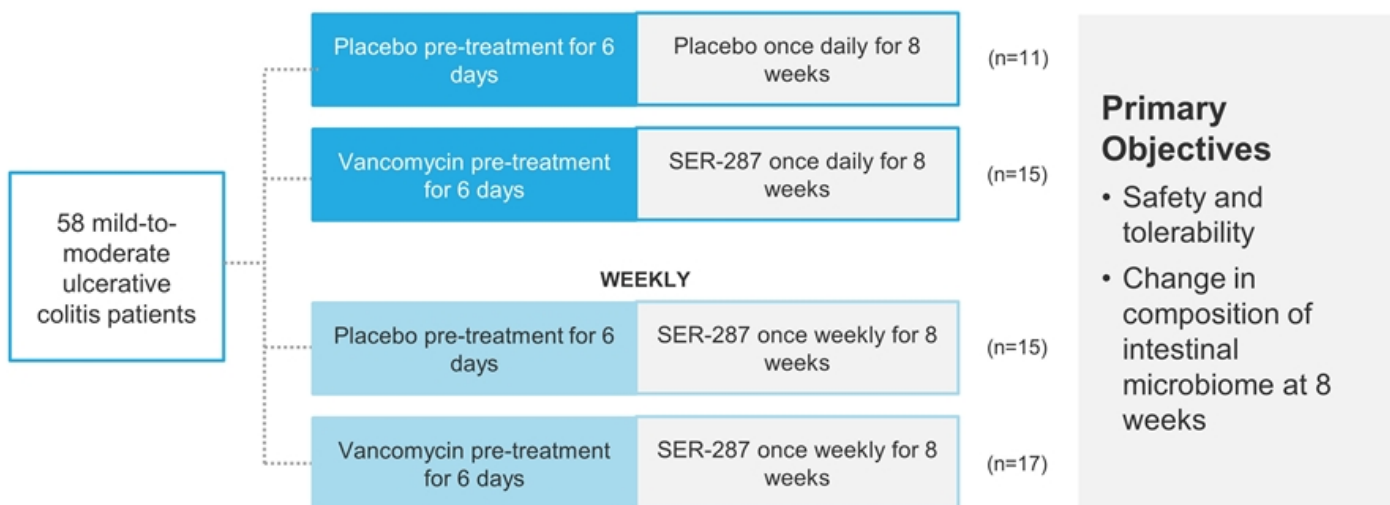 58 mild-to-
moderate
ulcerative
colitis patients
Placebo pre-treatment for 6
days
Placebo once daily for 8
weeks
(n=11)
Vancomycin pre-treatment
for 6 days
SER-287 once daily for 8
weeks
(n=15)
WEEKLY
Placebo pre-treatment for 6
days
SER-287 once weekly for 8
weeks
(n=15)
Vancomycin pre-treatment
for 6 days
SER-287 once weekly for 8
weeks
(n=17)
Primary
Objectives
• Safety and
tolerability
• Change in
composition of
intestinal
microbiome at 8
weeks